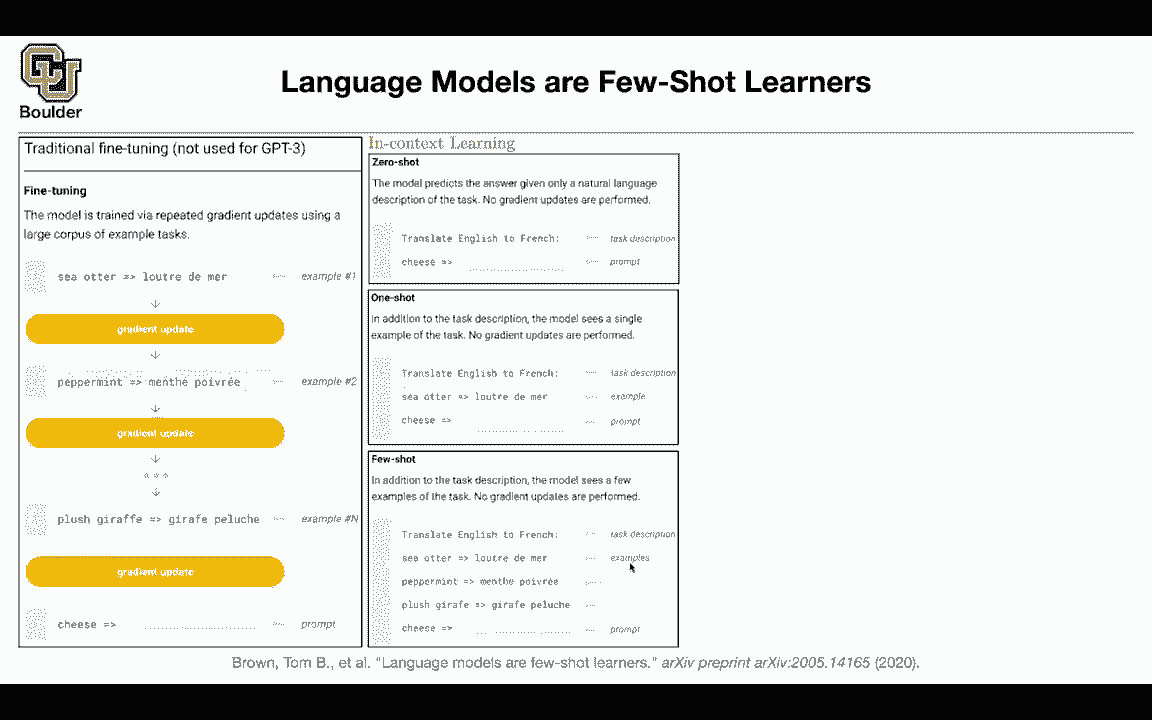 Boulder
Language Models are Few-Shot Learners
Traditional fine-tuning (not used for GPT-3)
Fine-tuning
The model is trained via repeated gradient updates using a
large corpus of example tasks.
sea otter => loutre de mer example #1
gradient update
peppermint => menthe poivrée example #2
gradient update
plush giraffe => girafe peluche example #N
gradient update
cheese => prompt
In-context Learning
Zero-shot
The model predicts the answer given only a natural language
description of the task. No gradient updates are performed.
Translate English to French: task description
cheese => prompt
One-shot
In addition to the task description, the model sees a single
example of the task. No gradient updates are performed.
Translate English to French: task description
sea otter => loutre de mer example
cheese => prompt
Few-shot
In addition to the task description, the model sees a few
examples of the task. No gradient updates are performed.
Translate English to French: task description
sea otter => loutre de mer examples
peppermint => menthe poivrée
plush girafe => girafe peluche
cheese => prompt
Brown, Tom B., et al. "Language models are few-shot learners." arXiv preprint arXiv:2005.14165 (2020).